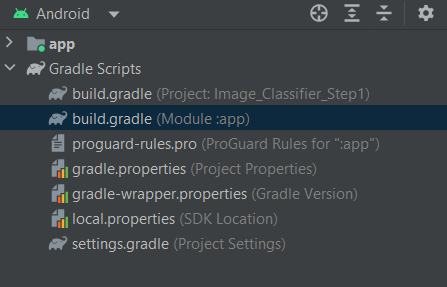 Android
app
Gradle Scripts
build.gradle (Project: Image_Classifier_Step1)
build.gradle (Module :app)
proguard-rules.pro (ProGuard Rules for ":app")
gradle.properties (Project Properties)
gradle-wrapper.properties (Gradle Version)
local.properties (SDK Location)
settings.gradle (Project Settings)